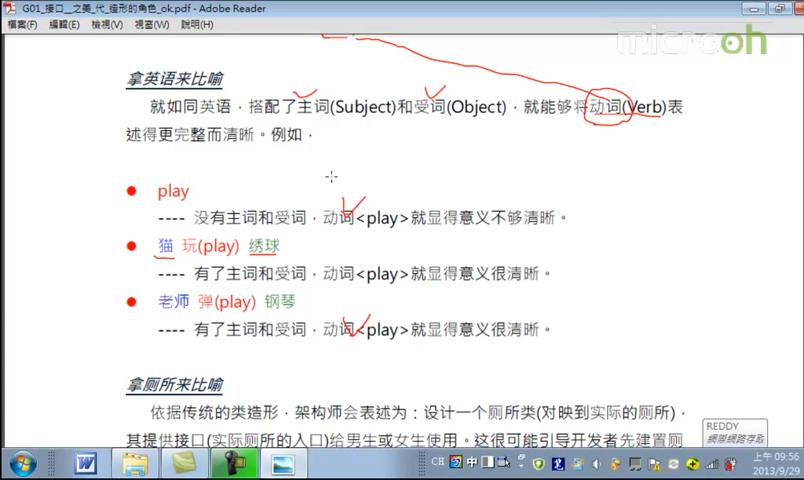 G01_接口__之美_代_造形的角色_ok.pdf - Adobe Reader
檔案(F) 編輯(E) 檢視(V) 視窗(W) 說明(H)
microoh
拿英语来比喻
就如同英语，搭配了主词(Subject)和受词(Object)，就能够将动词(Verb)表
述得更完整而清晰。例如，
● play
---- 没有主词和受词，动词<play>就显得意义不够清晰。
● 猫 玩(play) 绣球
---- 有了主词和受词，动词<play>就显得意义很清晰。
● 老师 弹(play) 钢琴
---- 有了主词和受词，动词<play>就显得意义很清晰。
拿厕所来比喻
依据传统的类造形，架构师会表述为：设计一个厕所类(对映到实际的厕所)，
其提供接口(实际厕所的入口)给男生或女生使用。这很可能引导开发者先建置厕
REDDY
網際網路存取
CH
上午 09:56
2013/9/29